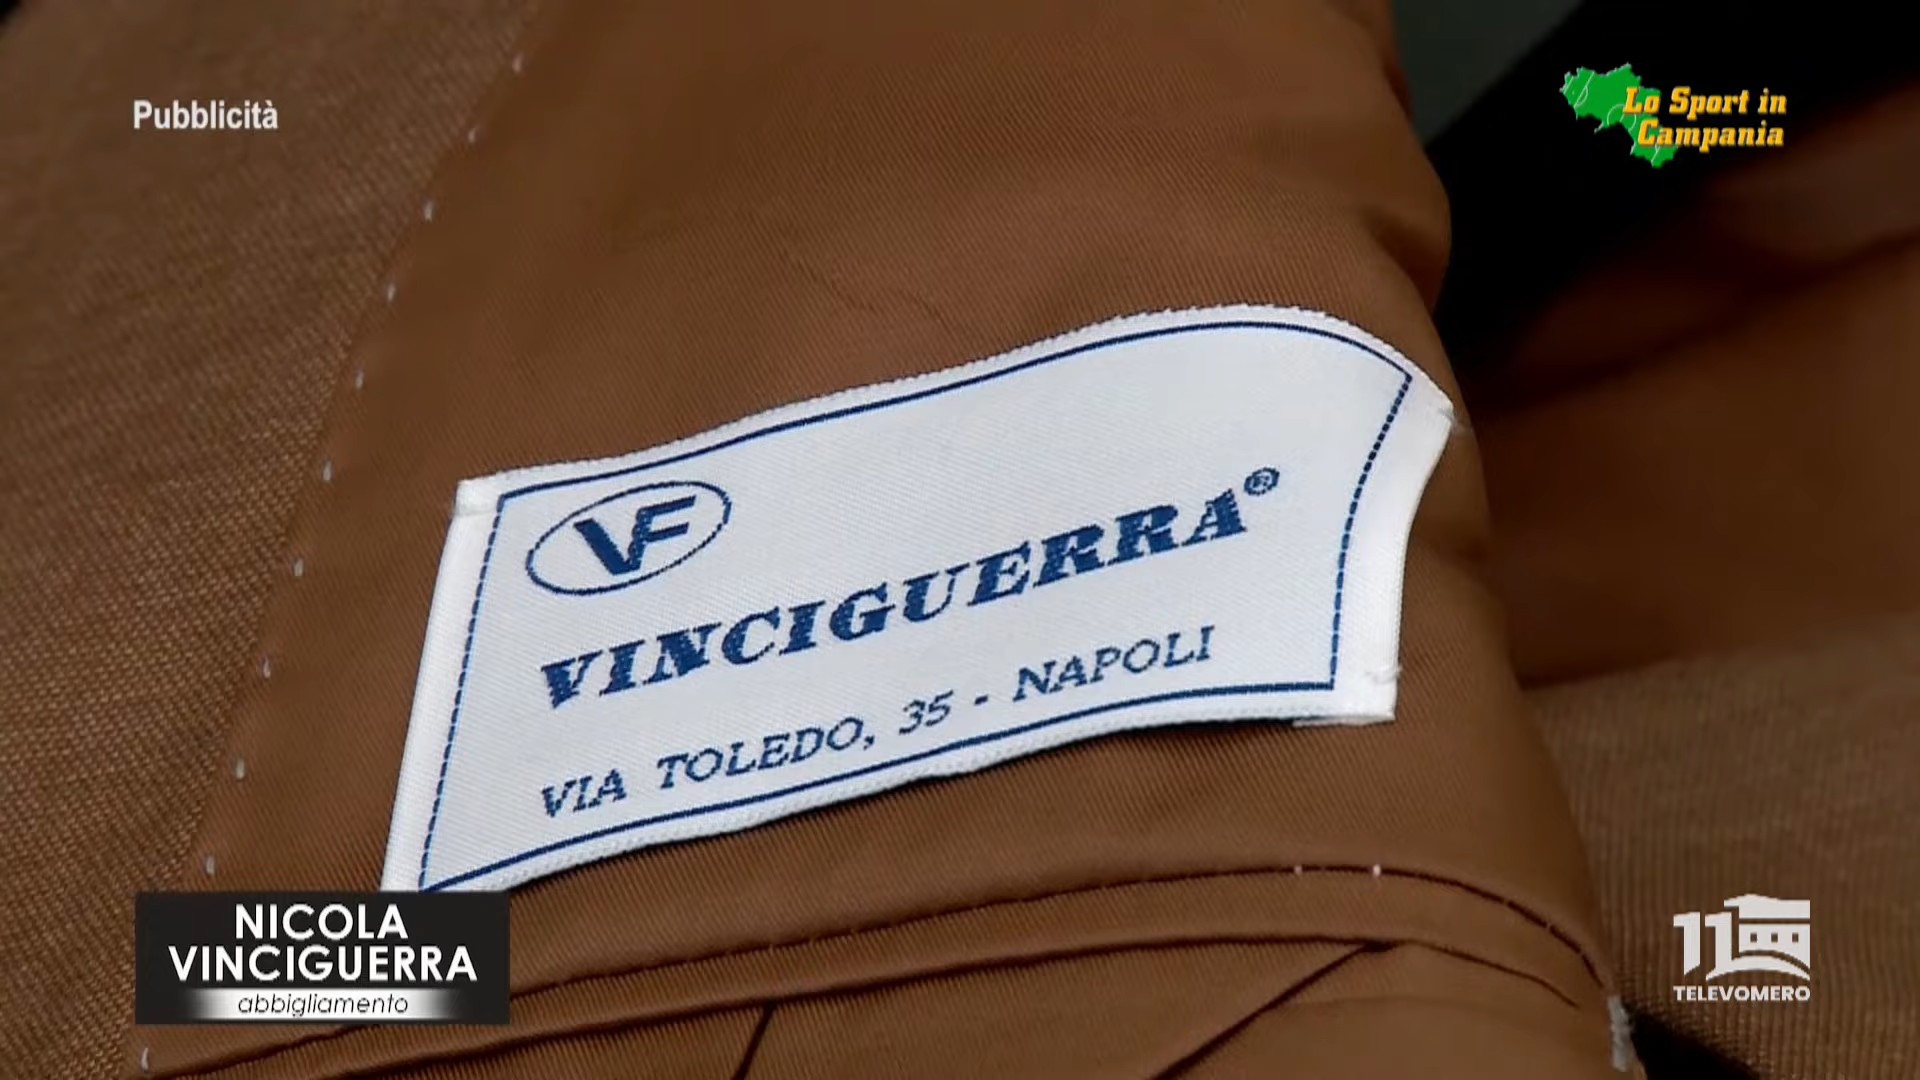 Pubblicità
Lo Sport in
Campania
VF
VINCIGUERRA®
VIA TOLEDO, 35 - NAPOLI
NICOLA
VINCIGUERRA
abbigliamento
11
TELEVOMERO